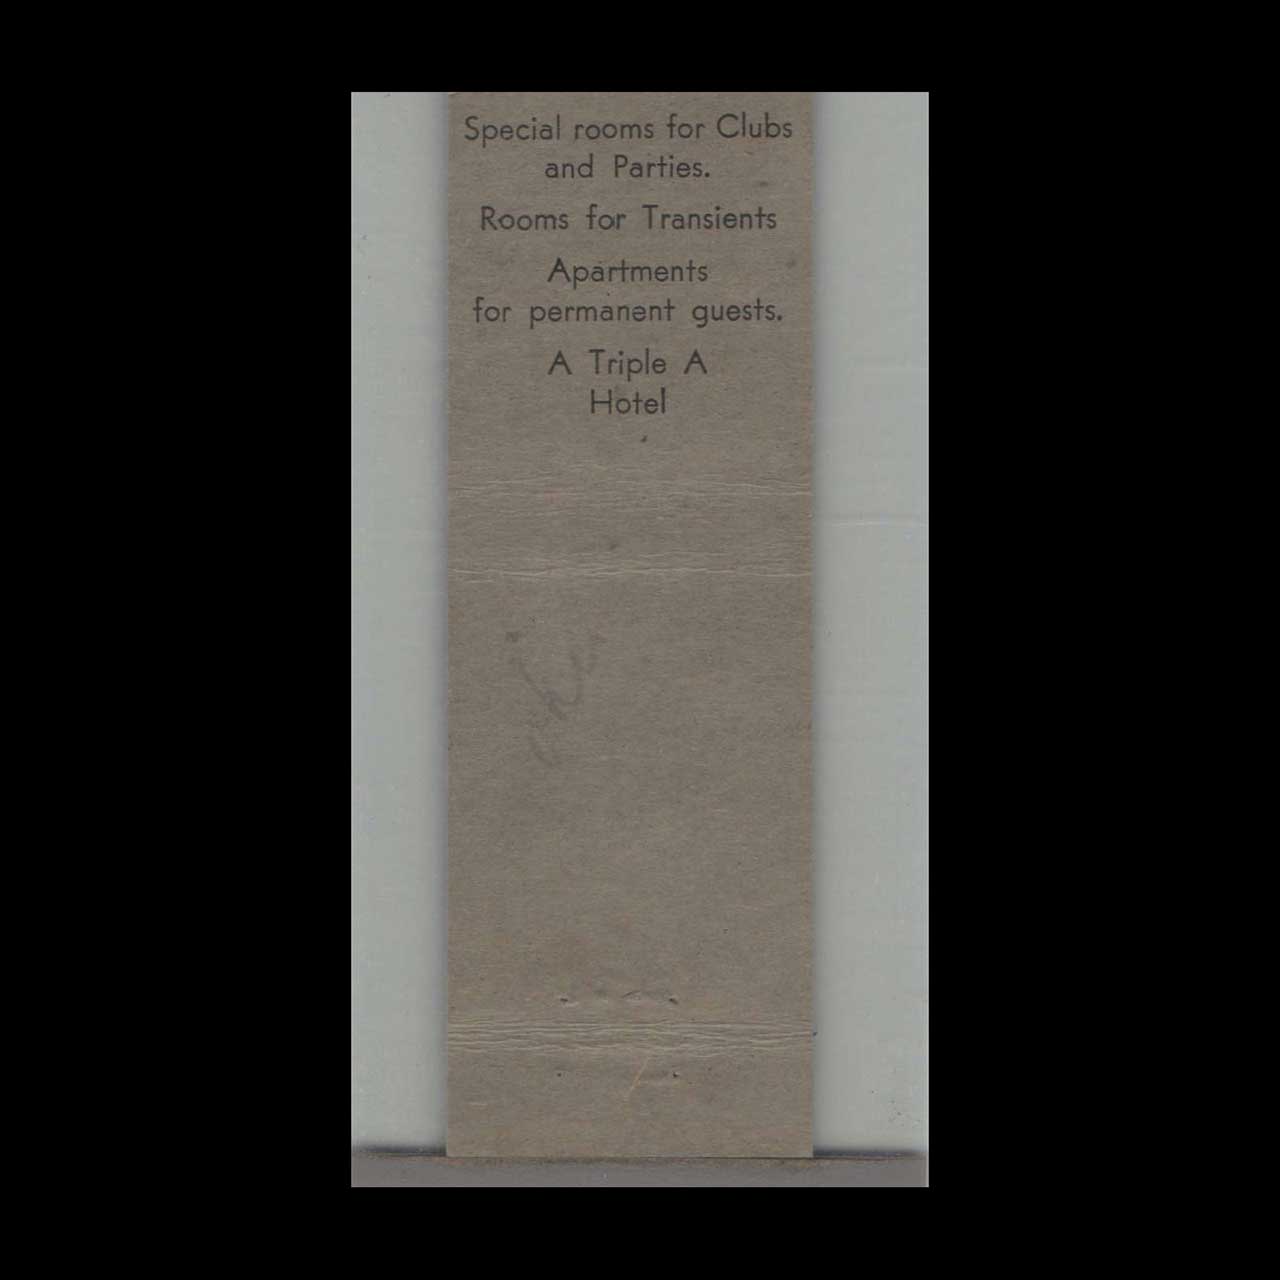 Special rooms for Clubs
and Parties.
Rooms for Transients
Apartments
for permanent guests.
A Triple A
Hotel